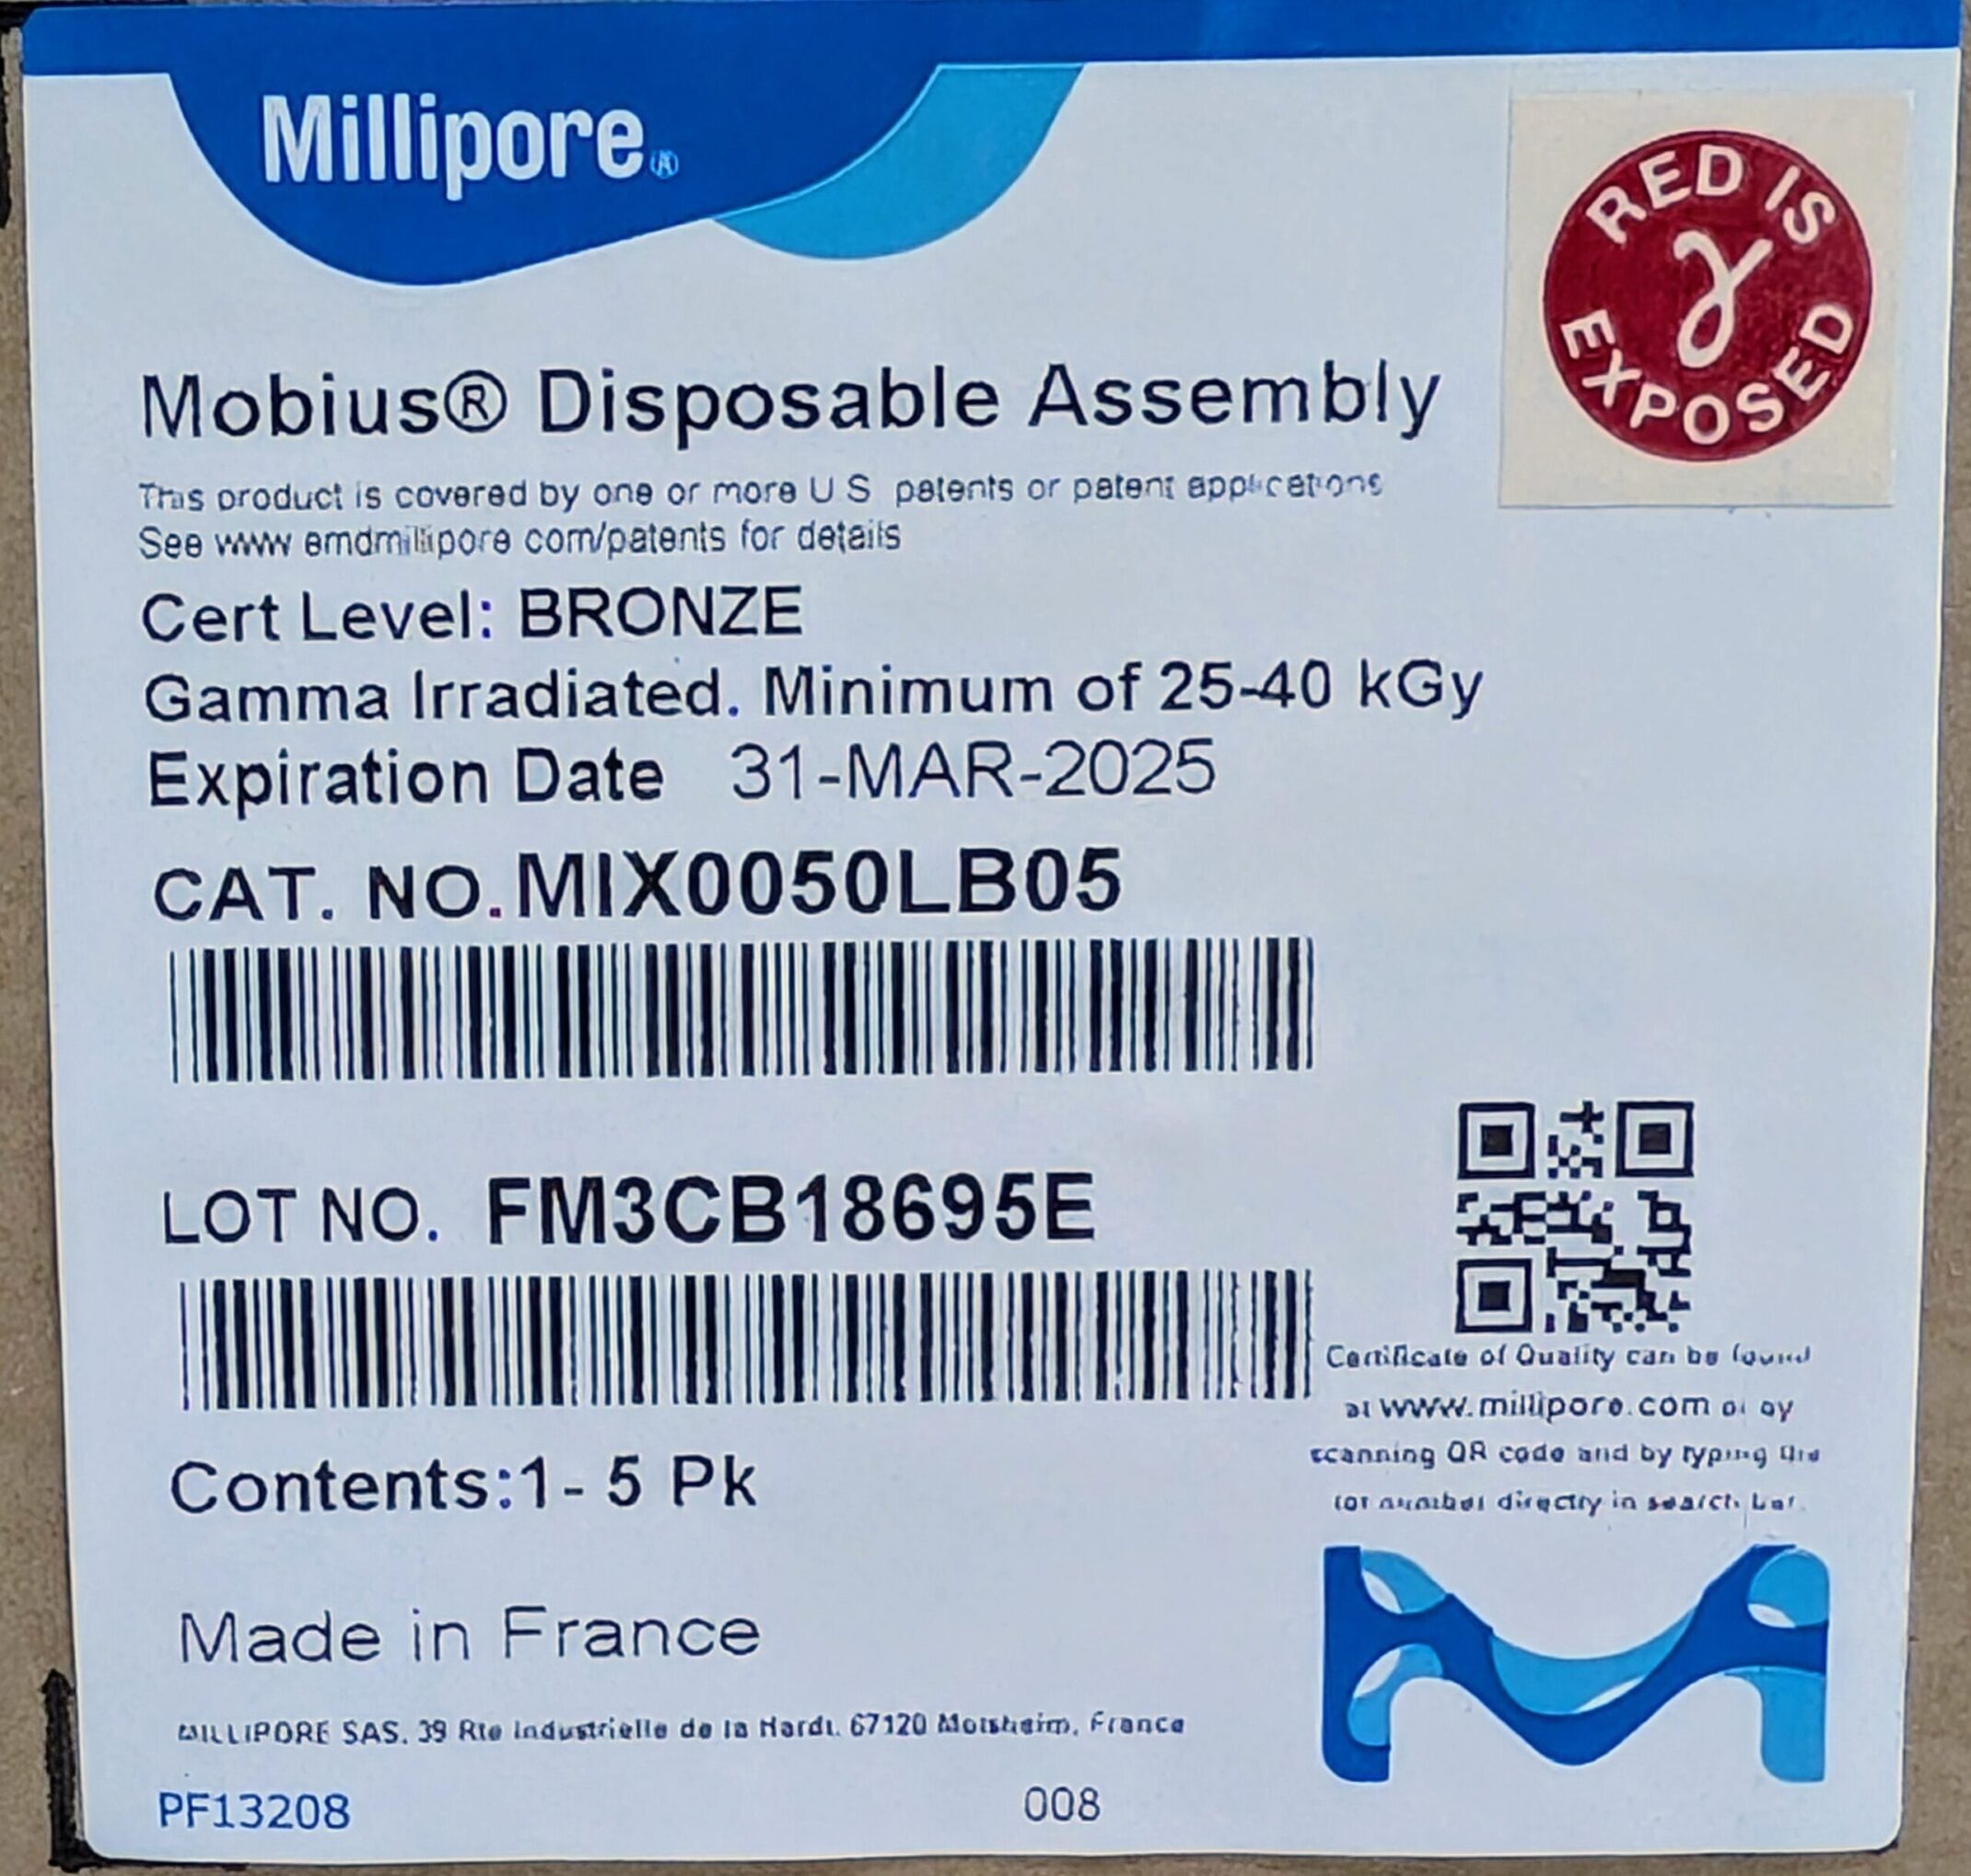 Millipore®
RED IS
γ
EXPOSED
Mobius® Disposable Assembly
This product is covered by one or more U S patents or patent applications
See www emdmillipore com/patents for details
Cert Level: BRONZE
Gamma Irradiated. Minimum of 25-40 kGy
Expiration Date 31-MAR-2025
CAT. NO.MIX0050LB05
LOT NO. FM3CB18695E
Certificate of Quality can be found
at www.millipore.com or by
scanning QR code and by typing the
lot number directly in search bar.
Contents:1- 5 Pk
Made in France
MILLIPORE SAS. 39 Rte Industrielle de la Hardt. 67120 Molsheim, France
PF13208
008